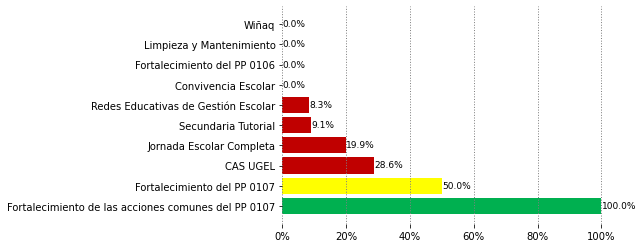 Wiñaq 0.0%
Limpieza y Mantenimiento 0.0%
Fortalecimiento del PP 0106 0.0%
Convivencia Escolar 0.0%
Redes Educativas de Gestión Escolar 8.3%
Secundaria Tutorial 9.1%
Jornada Escolar Completa 19.9%
CAS UGEL 28.6%
Fortalecimiento del PP 0107 50.0%
Fortalecimiento de las acciones comunes del PP 0107 100.0%
0% 20% 40% 60% 80% 100%